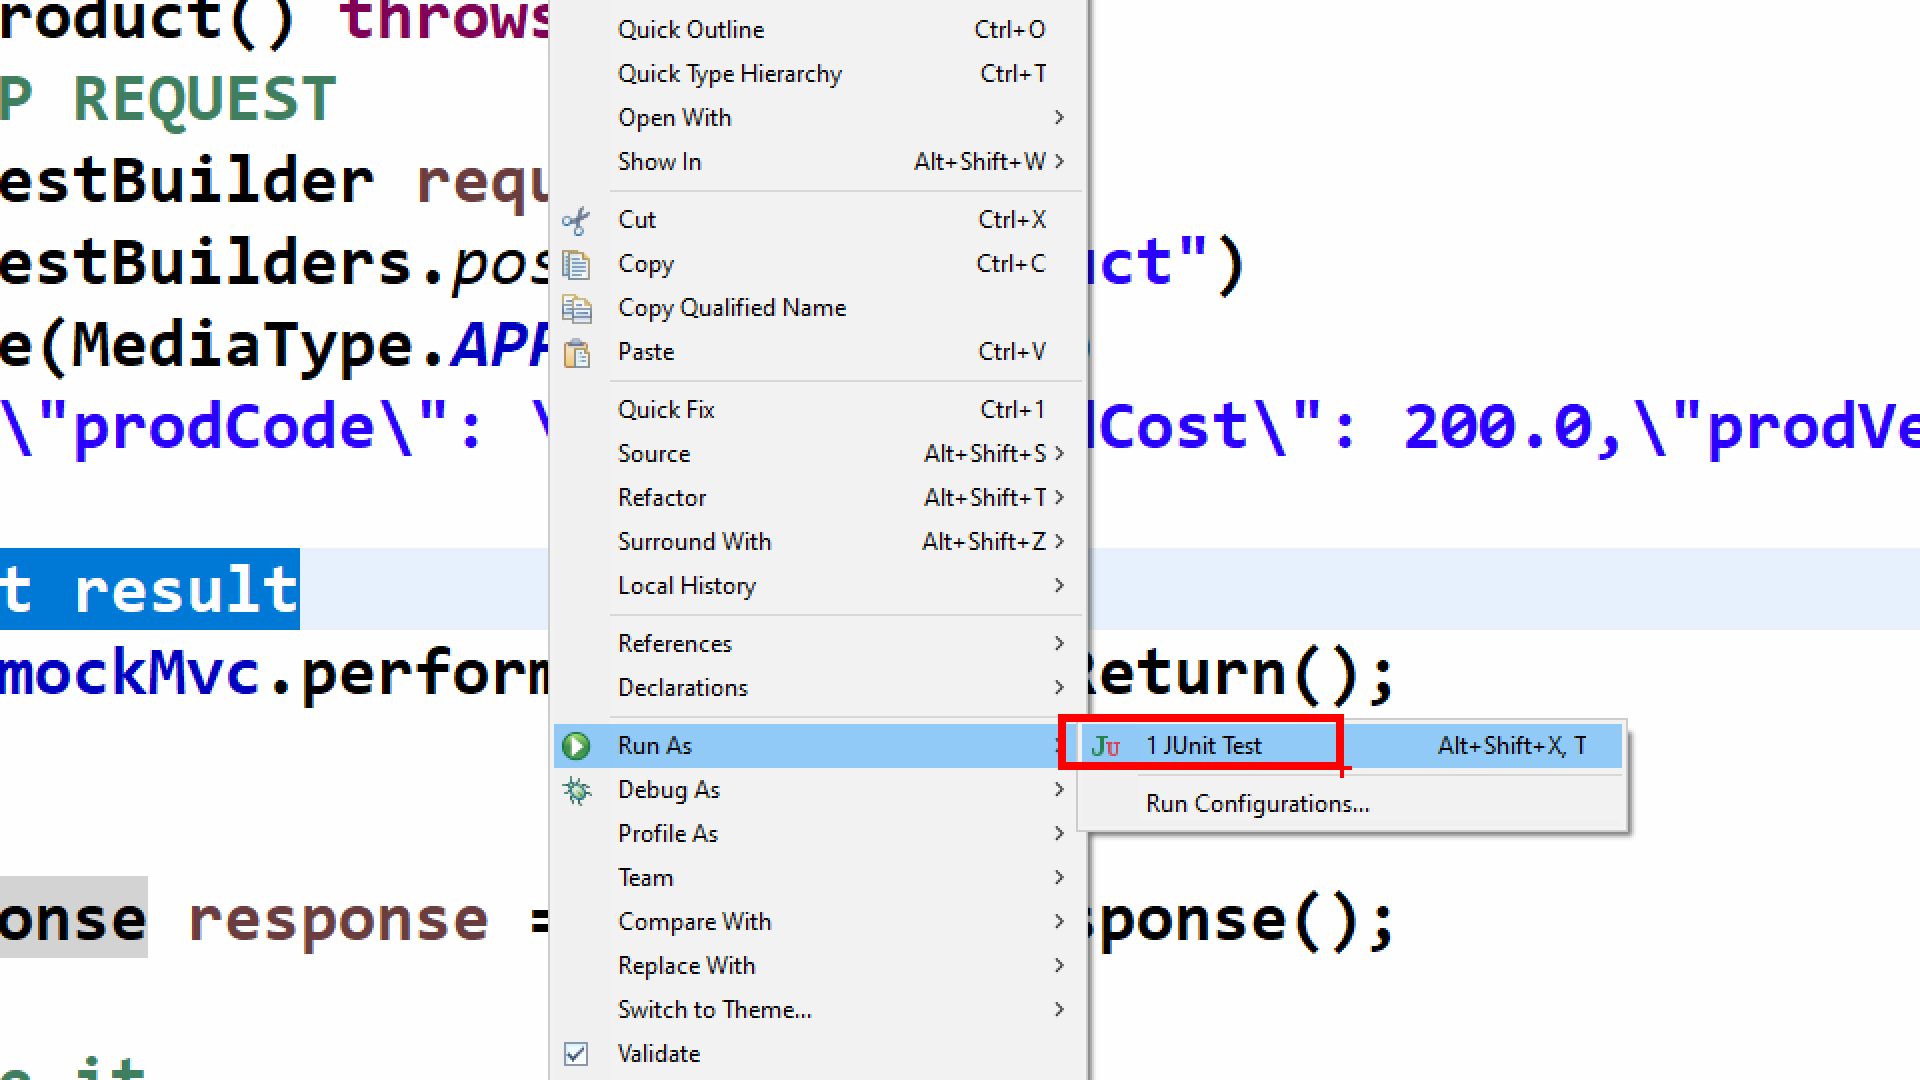 roduct() throws
P REQUEST
estBuilder requ
estBuilders.pos
uct")
e(MediaType.APP
\"prodCode\": \
dCost\": 200.0,\"prodVe
t result
mockMvc.perform
Return();
onse response =
sponse();
e it
Quick Outline Ctrl+O
Quick Type Hierarchy Ctrl+T
Open With >
Show In Alt+Shift+W >
Cut Ctrl+X
Copy Ctrl+C
Copy Qualified Name
Paste Ctrl+V
Quick Fix Ctrl+1
Source Alt+Shift+S >
Refactor Alt+Shift+T >
Surround With Alt+Shift+Z >
Local History >
References >
Declarations >
Run As >
Debug As >
Profile As >
Team >
Compare With >
Replace With >
Switch to Theme... >
Validate
Ju 1 JUnit Test Alt+Shift+X, T
Run Configurations...